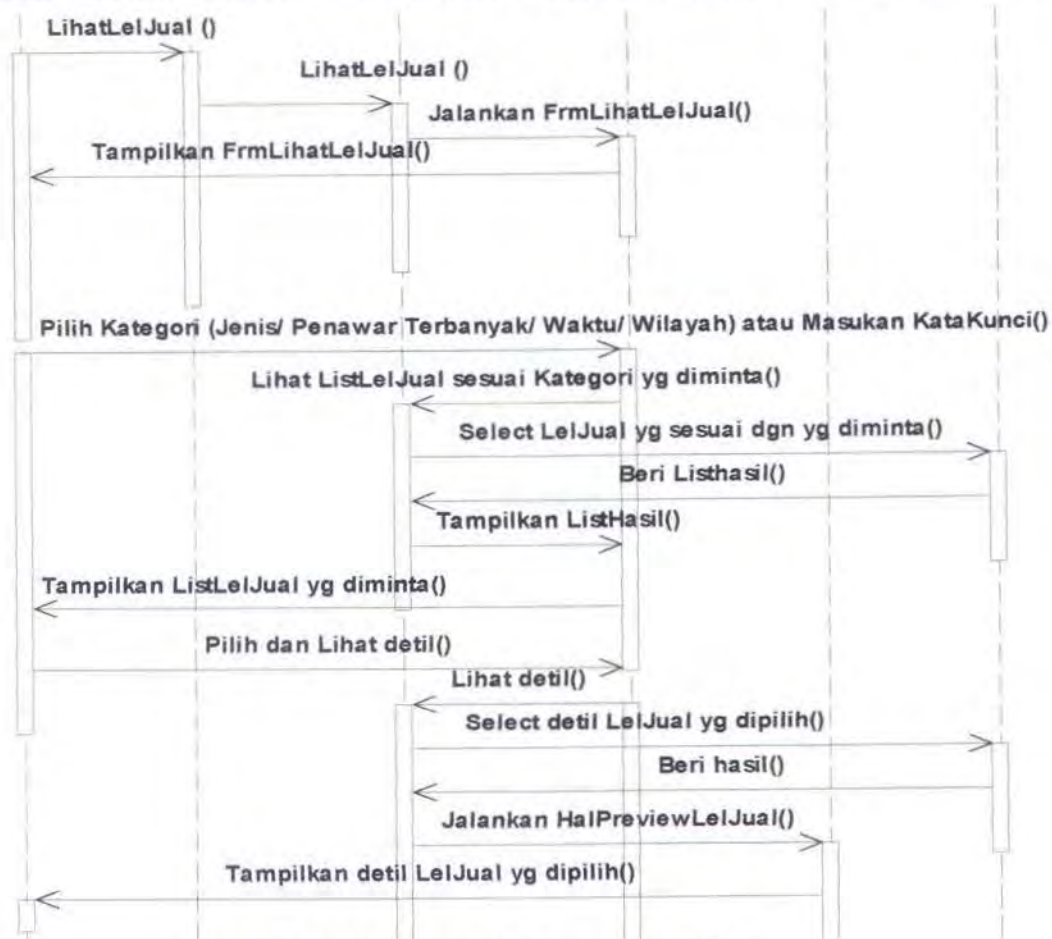 LihatLelJual ()
LihatLelJual ()
Jalankan FrmLihatLelJual()
Tampilkan FrmLihatLelJual()
Pilih Kategori (Jenis/ Penawar Terbanyak/ Waktu/ Wilayah) atau Masukan KataKunci()
Lihat ListLelJual sesuai Kategori yg diminta()
Select LelJual yg sesuai dgn yg diminta()
Beri Listhasil()
Tampilkan ListHasil()
Tampilkan ListLelJual yg diminta()
Pilih dan Lihat detil()
Lihat detil()
Select detil LelJual yg dipilih()
Beri hasil()
Jalankan HalPreviewLelJual()
Tampilkan detil LelJual yg dipilih()